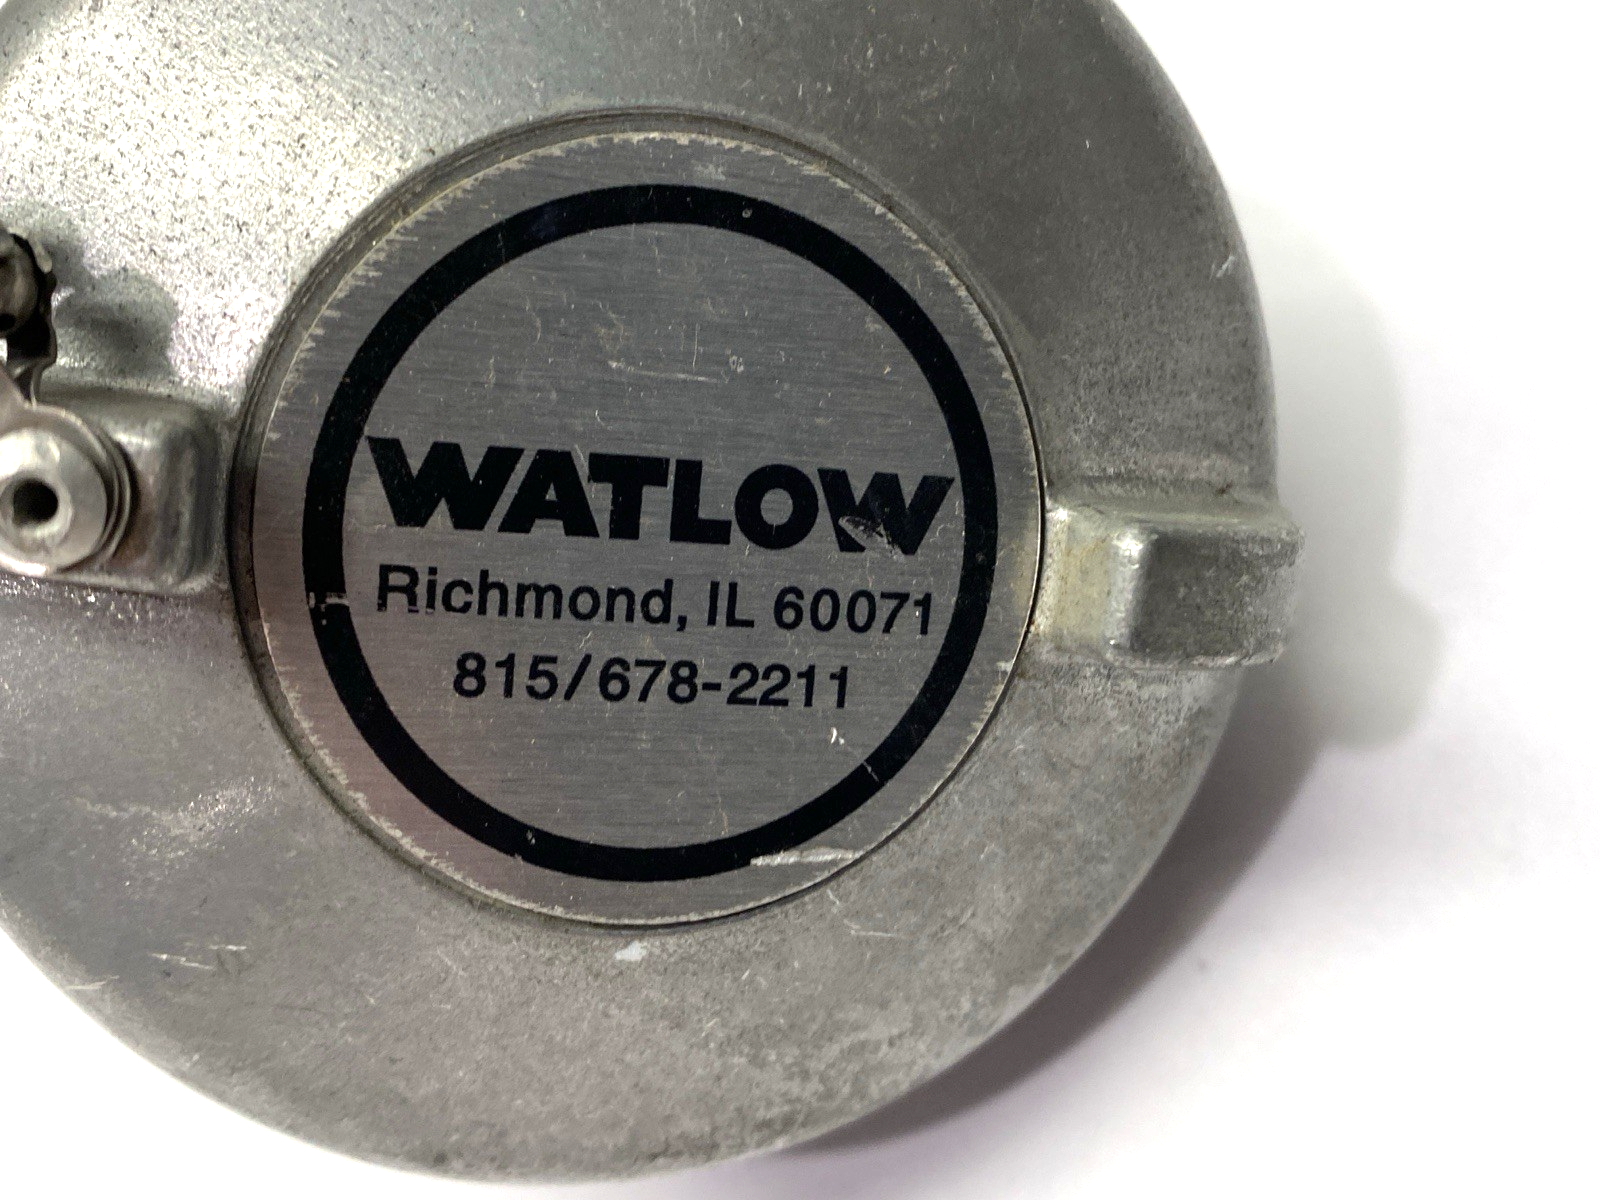 WATLOW
Richmond, IL 60071
815/678-2211